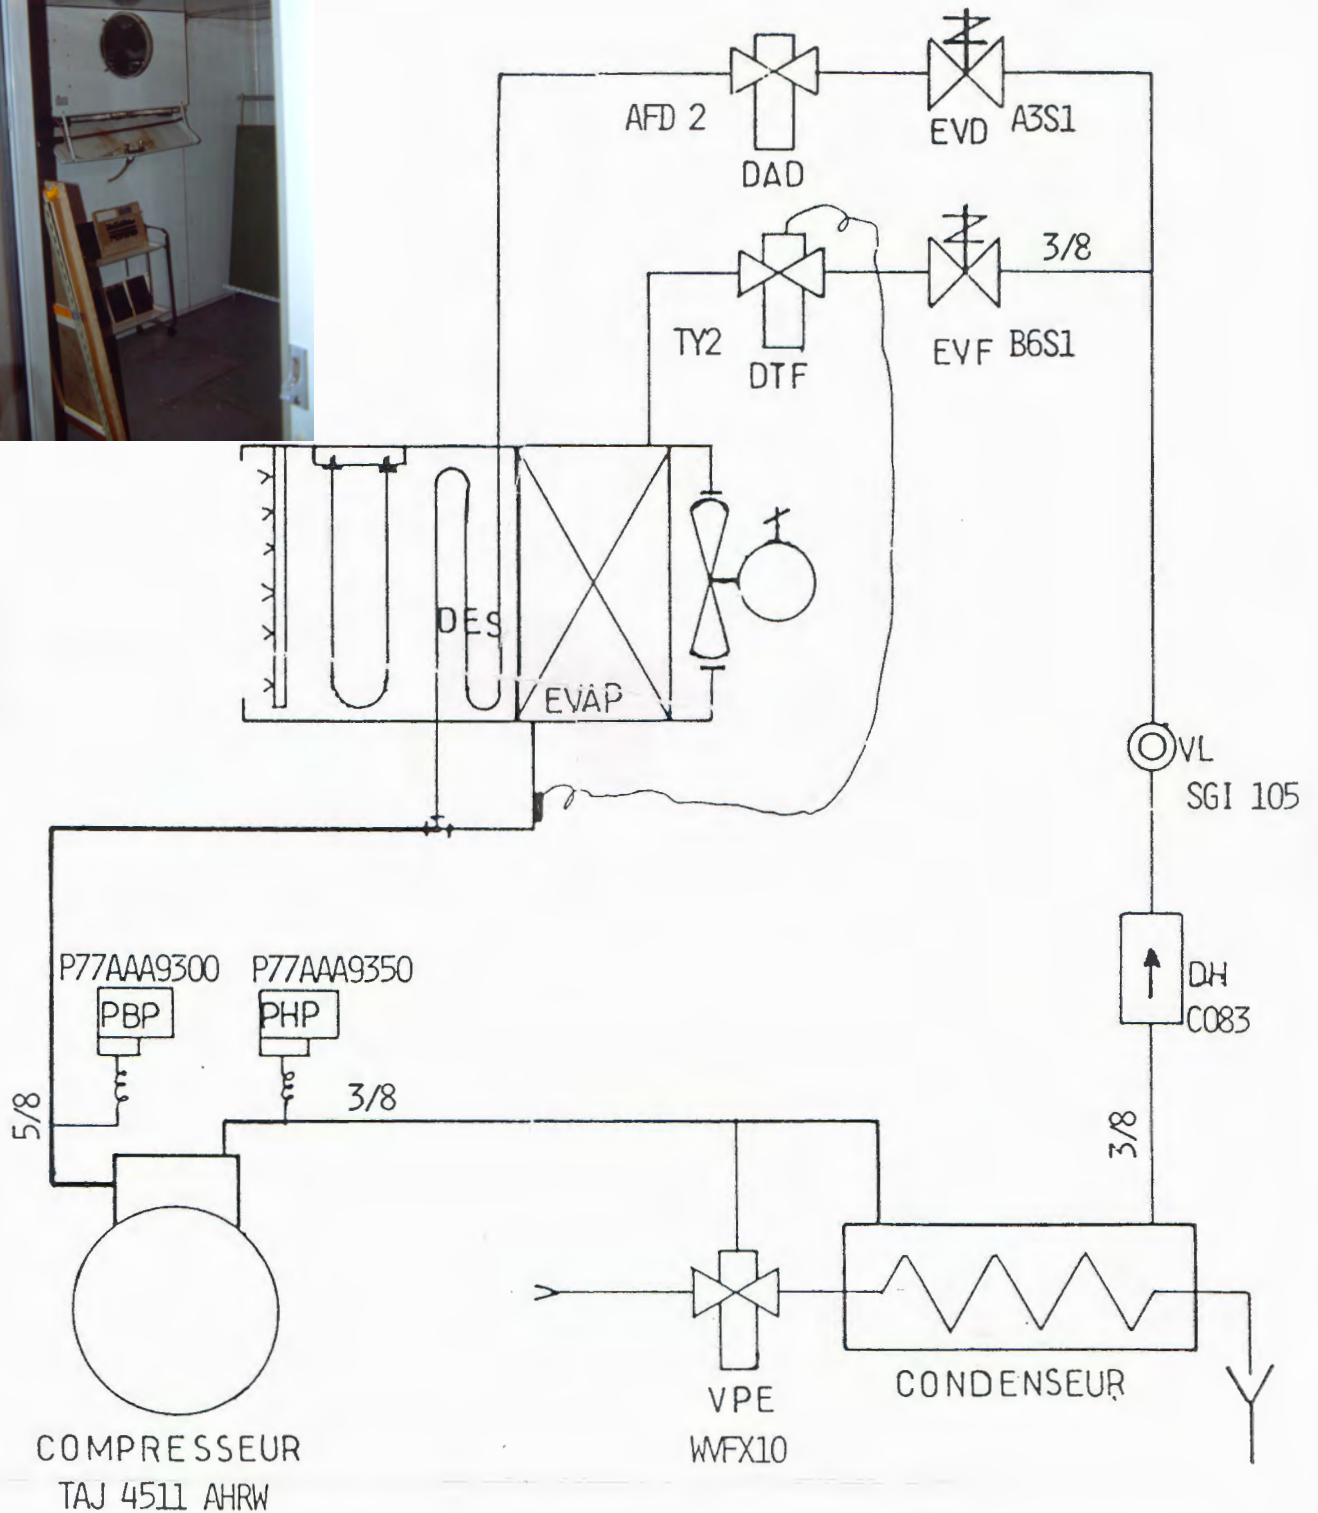 AFD 2
DAD
EVD
A3S1
TY2
DTF
3/8
EVF
B6S1
DES
EVAP
VL
SGI 105
DH
C083
3/8
P77AAA9300
PBP
P77AAA9350
PHP
5/8
3/8
COMPRESSEUR
TAJ 4511 AHRW
VPE
WVFX10
CONDENSEUR